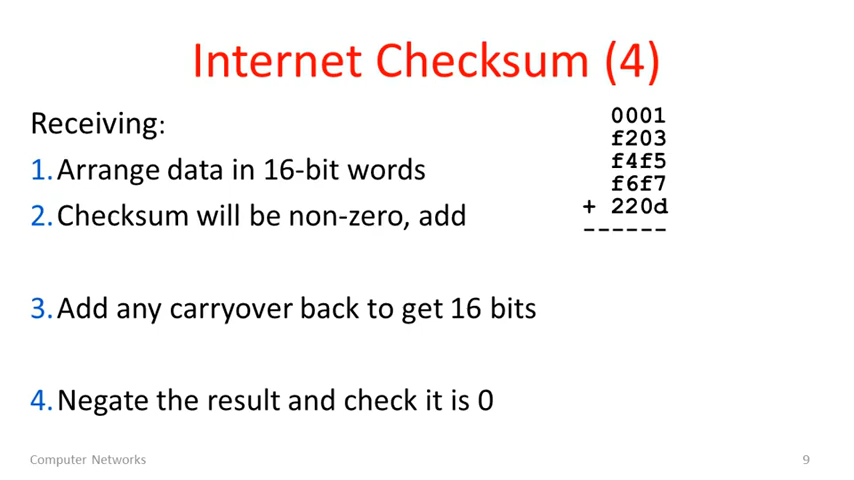 Internet Checksum (4)
Receiving:
1. Arrange data in 16-bit words
2. Checksum will be non-zero, add
3. Add any carryover back to get 16 bits
4. Negate the result and check it is 0
0001
f203
f4f5
f6f7
+ 220d
------
Computer Networks
9